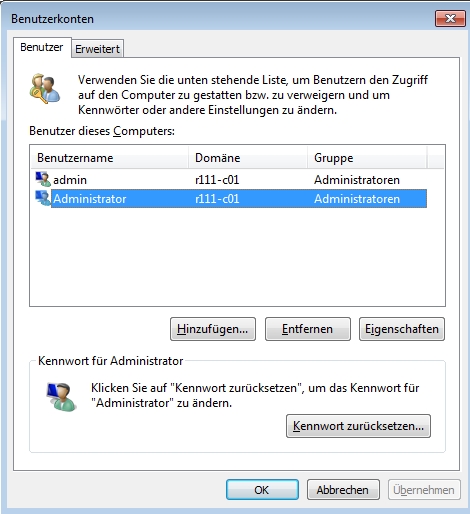 Benutzerkonten
Benutzer Erweitert
Verwenden Sie die unten stehende Liste, um Benutzern den Zugriff
auf den Computer zu gestatten bzw. zu verweigern und um
Kennwörter oder andere Einstellungen zu ändern.
Benutzer dieses Computers:
Benutzername Domäne Gruppe
admin r111-c01 Administratoren
Administrator r111-c01 Administratoren
Hinzufügen... Entfernen Eigenschaften
Kennwort für Administrator
Klicken Sie auf "Kennwort zurücksetzen", um das Kennwort für
"Administrator" zu ändern.
Kennwort zurücksetzen...
OK Abbrechen Übernehmen